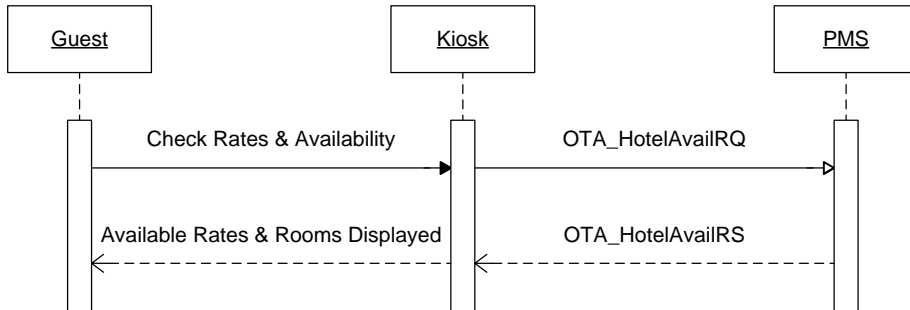 Guest
Kiosk
PMS
Check Rates & Availability
OTA_HotelAvailRQ
Available Rates & Rooms Displayed
OTA_HotelAvailRS